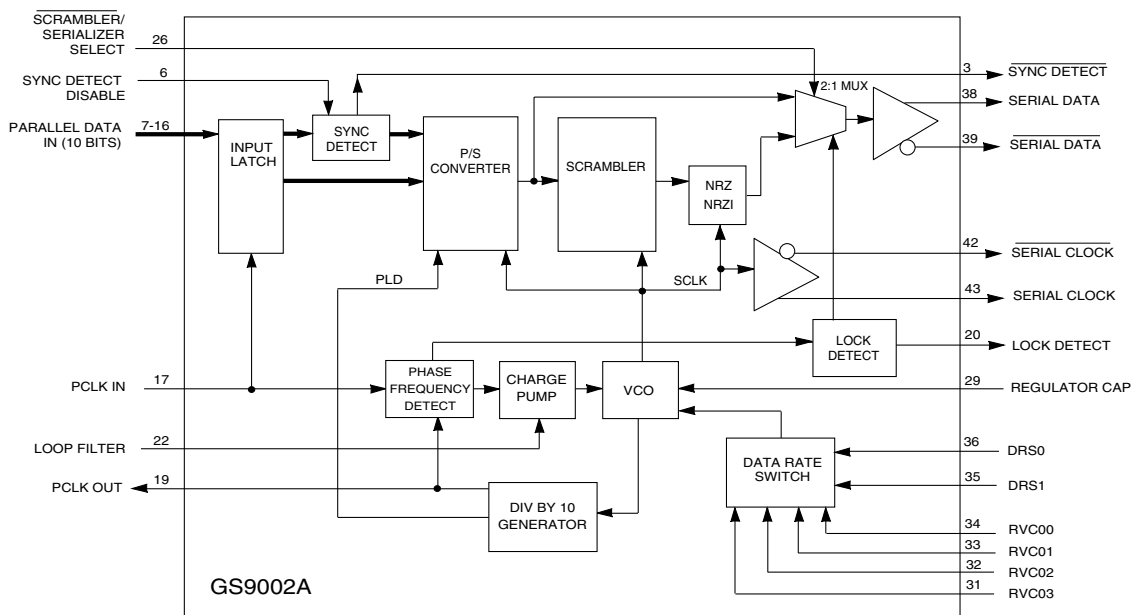 SCRAMBLER/
SERIALIZER
SELECT
26
SYNC DETECT
DISABLE
6
PARALLEL DATA
IN (10 BITS)
7-16
INPUT
LATCH
SYNC
DETECT
P/S
CONVERTER
SCRAMBLER
NRZ
NRZI
2:1 MUX
3
SYNC DETECT
38
SERIAL DATA
39
SERIAL DATA
42
SERIAL CLOCK
43
SERIAL CLOCK
PLD
SCLK
LOCK
DETECT
20
LOCK DETECT
PCLK IN
17
PHASE
FREQUENCY
DETECT
CHARGE
PUMP
VCO
29
REGULATOR CAP
LOOP FILTER
22
PCLK OUT
19
DIV BY 10
GENERATOR
DATA RATE
SWITCH
36
DRS0
35
DRS1
34
RVC00
33
RVC01
32
RVC02
31
RVC03
GS9002A